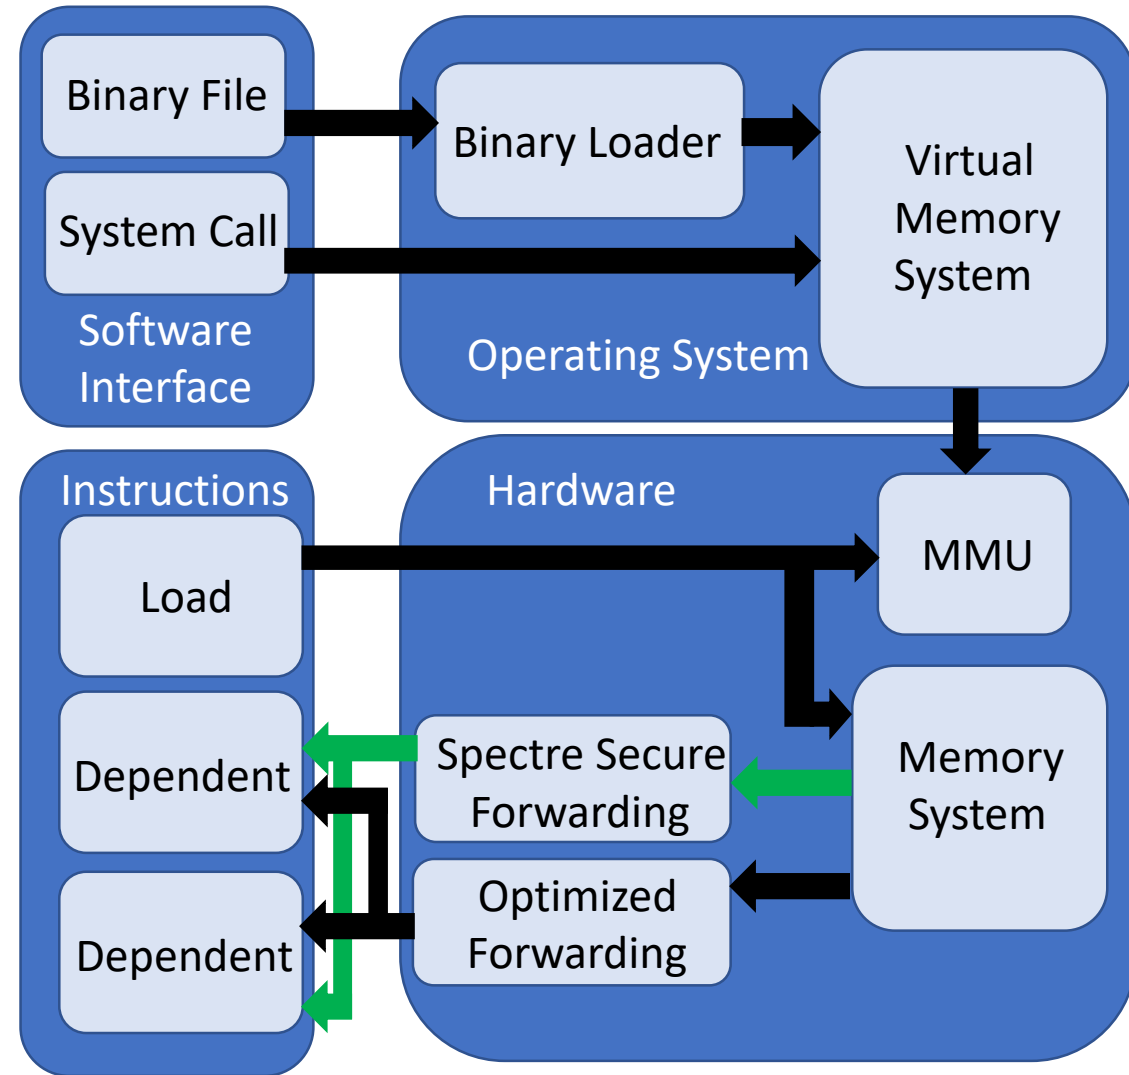 Binary File
System Call
Software
Interface
Binary Loader
Virtual
Memory
System
Operating System
Instructions
Load
Dependent
Dependent
Hardware
MMU
Spectre Secure
Forwarding
Optimized
Forwarding
Memory
System